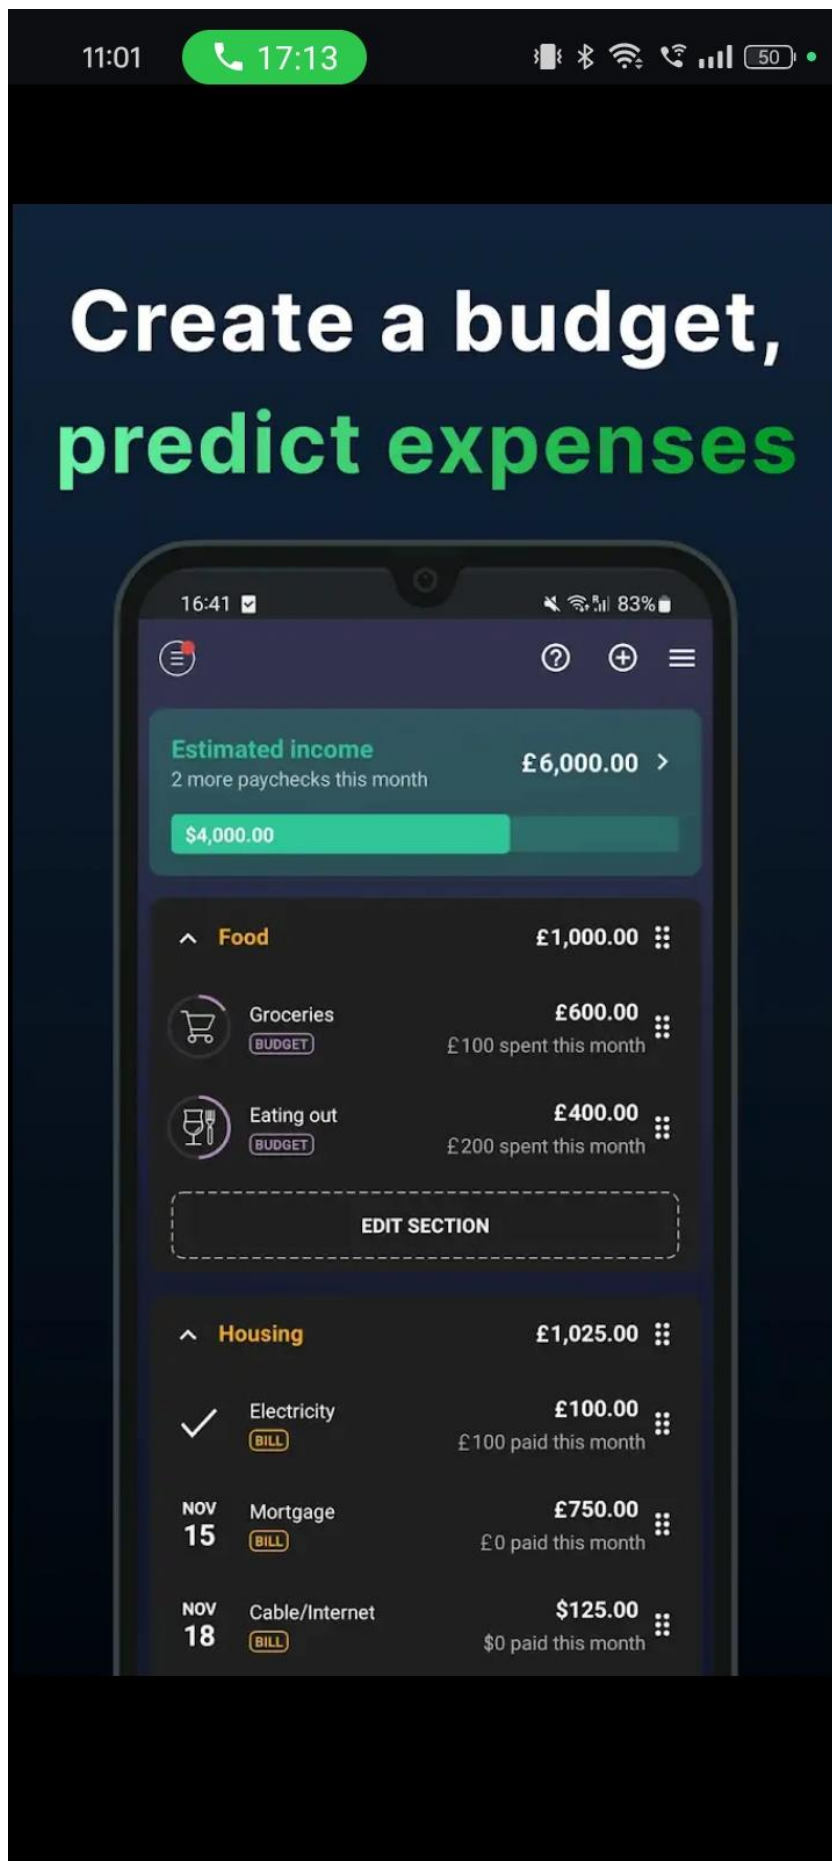 11:01 17:13 50
Create a budget,
predict expenses
16:41 83%
Estimated income
£6,000.00
2 more paychecks this month
$4,000.00
Food £1,000.00
Groceries £600.00
BUDGET £100 spent this month
Eating out £400.00
BUDGET £200 spent this month
EDIT SECTION
Housing £1,025.00
Electricity £100.00
BILL £100 paid this month
NOV Mortgage £750.00
15 BILL £0 paid this month
NOV Cable/Internet $125.00
18 BILL $0 paid this month